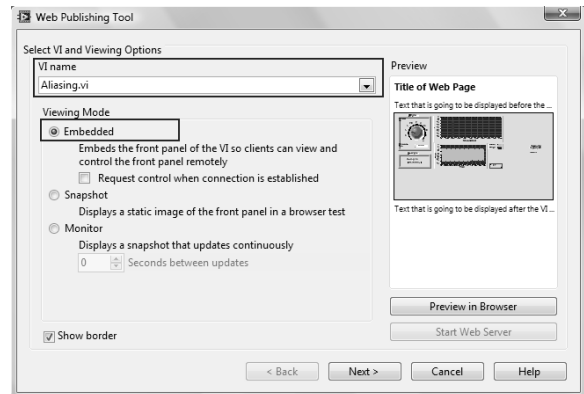 Web Publishing Tool
Select VI and Viewing Options
VI name
Aliasing.vi
Viewing Mode
Embedded
Embeds the front panel of the VI so clients can view and
control the front panel remotely
Request control when connection is established
Snapshot
Displays a static image of the front panel in a browser test
Monitor
Displays a snapshot that updates continuously
0 Seconds between updates
Show border
Preview
Title of Web Page
Text that is going to be displayed before the ...
Text that is going to be displayed after the VI ...
Preview in Browser
Start Web Server
< Back
Next >
Cancel
Help